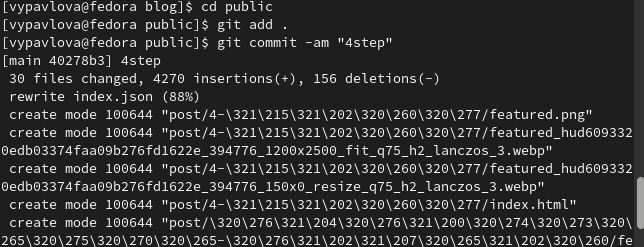 [vypavlova@fedora blog]$ cd public
[vypavlova@fedora public]$ git add .
[vypavlova@fedora public]$ git commit -am "4step"
[main 40278b3] 4step
 30 files changed, 4270 insertions(+), 156 deletions(-)
 rewrite index.json (88%)
 create mode 100644 "post/4-\321\215\321\202\320\260\320\277/featured.png"
 create mode 100644 "post/4-\321\215\321\202\320\260\320\277/featured_hud609332
0edb03374faa09b276fd1622e_394776_1200x2500_fit_q75_h2_lanczos_3.webp"
 create mode 100644 "post/4-\321\215\321\202\320\260\320\277/featured_hud609332
0edb03374faa09b276fd1622e_394776_150x0_resize_q75_h2_lanczos_3.webp"
 create mode 100644 "post/4-\321\215\321\202\320\260\320\277/index.html"
 create mode 100644 "post/\320\276\321\204\320\276\321\200\320\274\320\273\320\
265\320\275\320\270\320\265-\320\276\321\202\321\207\320\265\321\202\320\260/fe